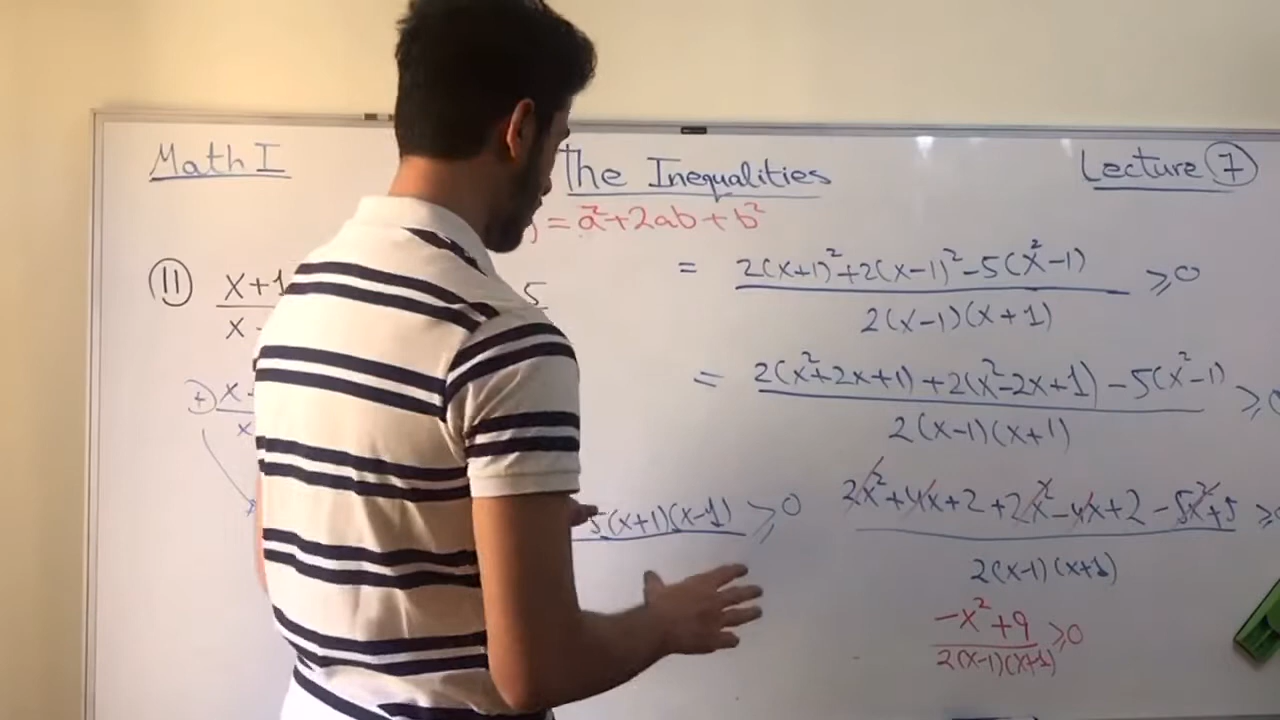 Math I
The Inequalities
Lecture 7
= a²+2ab+b²
11
x+1
5
x-
= 2(x+1)²+2(x-1)²-5(x²-1) ≥0
2(x-1)(x+1)
= 2(x²+2x+1)+2(x²-2x+1)-5(x²-1) ≥0
2(x-1)(x+1)
+
x
5(x+1)(x-1) ≥0
2x²+4x+2+2x²-4x+2-5x²+5 ≥
2(x-1)(x+1)
-x²+9 ≥0
2(x-1)(x+1)